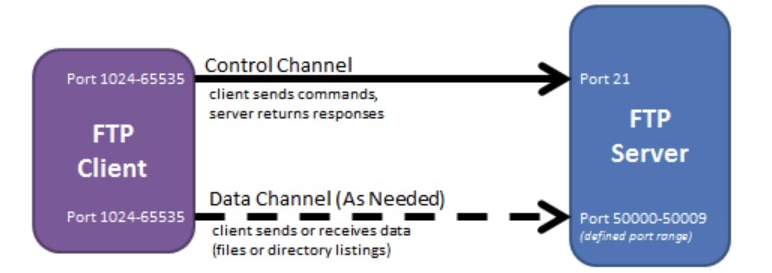 Control Channel
Port 1024-65535
Port 21
client sends commands,
server returns responses
FTP
Client
FTP
Server
Data Channel (As Needed)
Port 1024-65535
Port 50000-50009
(defined port range)
client sends or receives data
(files or directory listings)